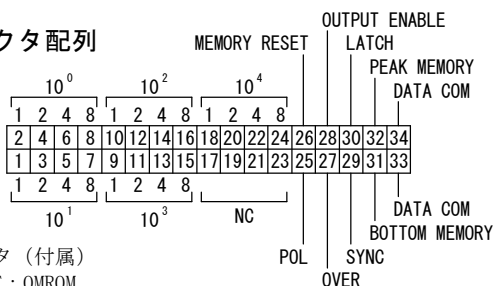 クタ配列
OUTPUT ENABLE
MEMORY RESET LATCH
PEAK MEMORY
DATA COM
10⁰ 10² 10⁴
1 2 4 8 1 2 4 8 1 2 4 8
2 4 6 8 10 12 14 16 18 20 22 24 26 28 30 32 34
1 3 5 7 9 11 13 15 17 19 21 23 25 27 29 31 33
1 2 4 8 1 2 4 8
10¹ 10³ NC
DATA COM
BOTTOM MEMORY
タ (付属)
POL SYNC
OVER